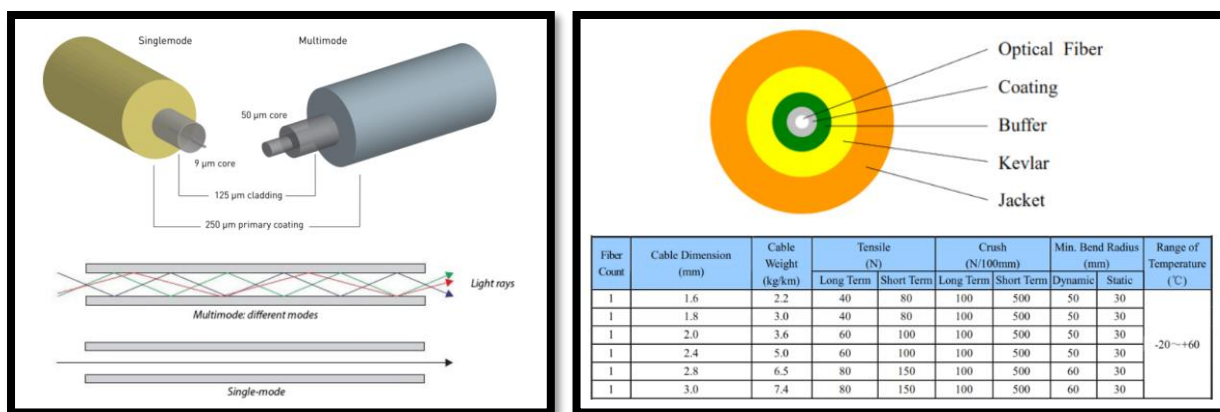 Singlemode
Multimode
50 µm core
9 µm core
125 µm cladding
250 µm primary coating
Light rays
Multimode: different modes
Single-mode
Optical Fiber
Coating
Buffer
Kevlar
Jacket
Fiber Count Cable Dimension (mm) Cable Weight (kg/km) Tensile (N) Crush (N/100mm) Min. Bend Radius (mm) Range of Temperature (℃)
Long Term Short Term Long Term Short Term Dynamic Static
1 1.6 2.2 40 80 100 500 50 30
1 1.8 3.0 40 80 100 500 50 30
1 2.0 3.6 60 100 100 500 50 30
1 2.4 5.0 60 100 100 500 50 30
1 2.8 6.5 80 150 100 500 60 30
1 3.0 7.4 80 150 100 500 60 30
-20～+60